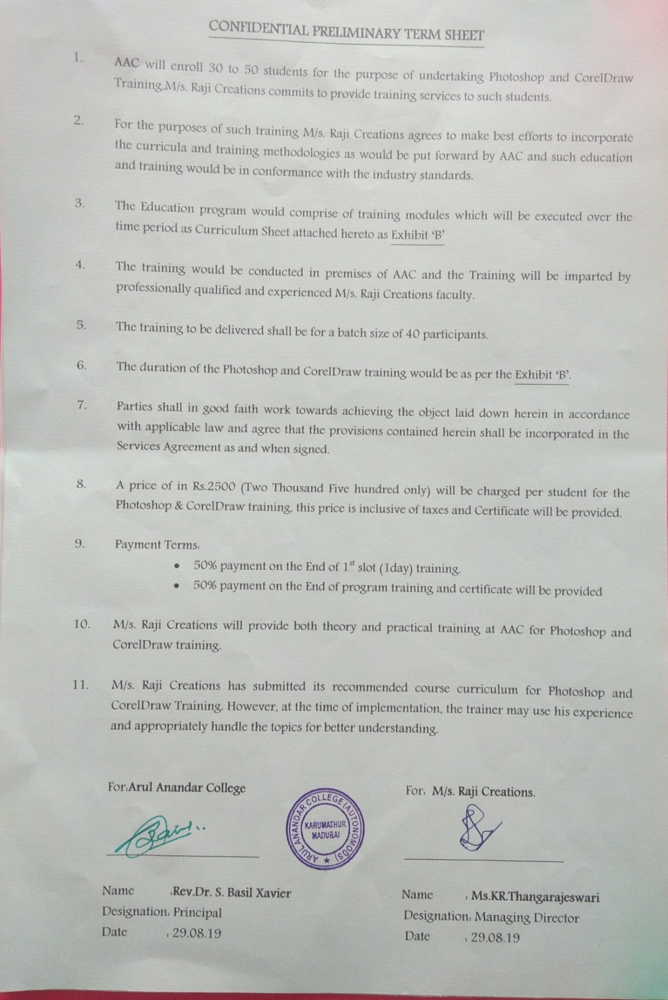 CONFIDENTIAL PRELIMINARY TERM SHEET
1. AAC will enroll 30 to 50 students for the purpose of undertaking Photoshop and CorelDraw
Training.M/s. Raji Creations commits to provide training services to such students.
2. For the purposes of such training M/s. Raji Creations agrees to make best efforts to incorporate
the curricula and training methodologies as would be put forward by AAC and such education
and training would be in conformance with the industry standards.
3. The Education program would comprise of training modules which will be executed over the
time period as Curriculum Sheet attached hereto as Exhibit ‘B’
4. The training would be conducted in premises of AAC and the Training will be imparted by
professionally qualified and experienced M/s. Raji Creations faculty.
5. The training to be delivered shall be for a batch size of 40 participants.
6. The duration of the Photoshop and CorelDraw training would be as per the Exhibit ‘B’.
7. Parties shall in good faith work towards achieving the object laid down herein in accordance
with applicable law and agree that the provisions contained herein shall be incorporated in the
Services Agreement as and when signed.
8. A price of in Rs.2500 (Two Thousand Five hundred only) will be charged per student for the
Photoshop & CorelDraw training, this price is inclusive of taxes and Certificate will be provided.
9. Payment Terms:
• 50% payment on the End of 1st slot (1day) training.
• 50% payment on the End of program training and certificate will be provided
10. M/s. Raji Creations will provide both theory and practical training at AAC for Photoshop and
CorelDraw training.
11. M/s. Raji Creations has submitted its recommended course curriculum for Photoshop and
CorelDraw Training. However, at the time of implementation, the trainer may use his experience
and appropriately handle the topics for better understanding.
For:Arul Anandar College
For: M/s. Raji Creations.
ARUL ANANDAR COLLEGE (AUTONOMOUS)
KARUMATHUR
MADURAI
Name :Rev.Dr. S. Basil Xavier
Designation: Principal
Date : 29.08.19
Name : Ms.KR.Thangarajeswari
Designation: Managing Director
Date : 29.08.19